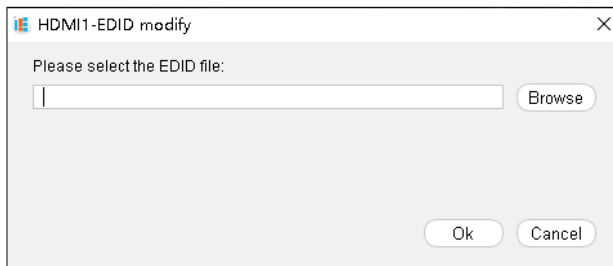 HDMI1-EDID modify
Please select the EDID file:
Browse
Ok Cancel